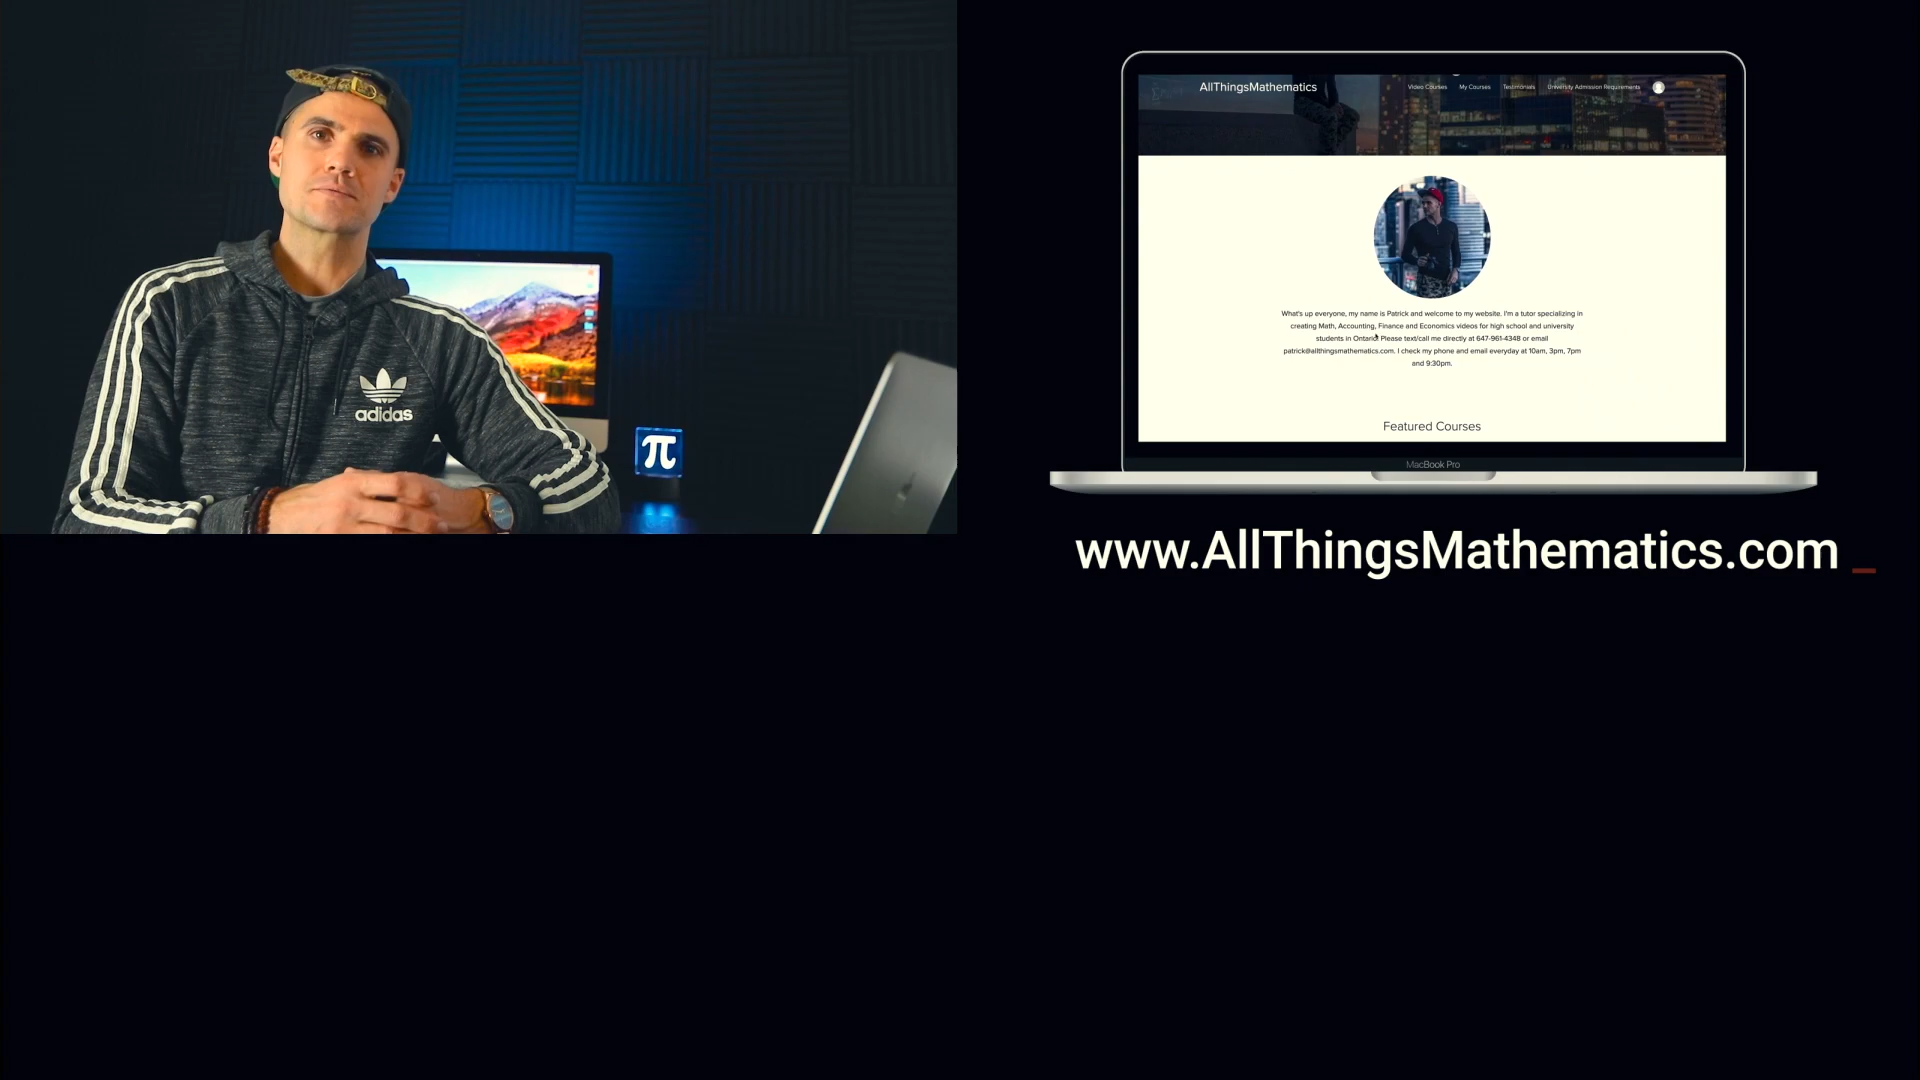 adidas
π
AllThingsMathematics
Video Courses My Courses Testimonials University Admission Requirements
What's up everyone, my name is Patrick and welcome to my website. I'm a tutor specializing in
creating Math, Accounting, Finance and Economics videos for high school and university
students in Ontario. Please text/call me directly at 647-961-4348 or email
patrick@allthingsmathematics.com. I check my phone and email everyday at 10am, 3pm, 7pm
and 9:30pm.
Featured Courses
MacBook Pro
www.AllThingsMathematics.com _